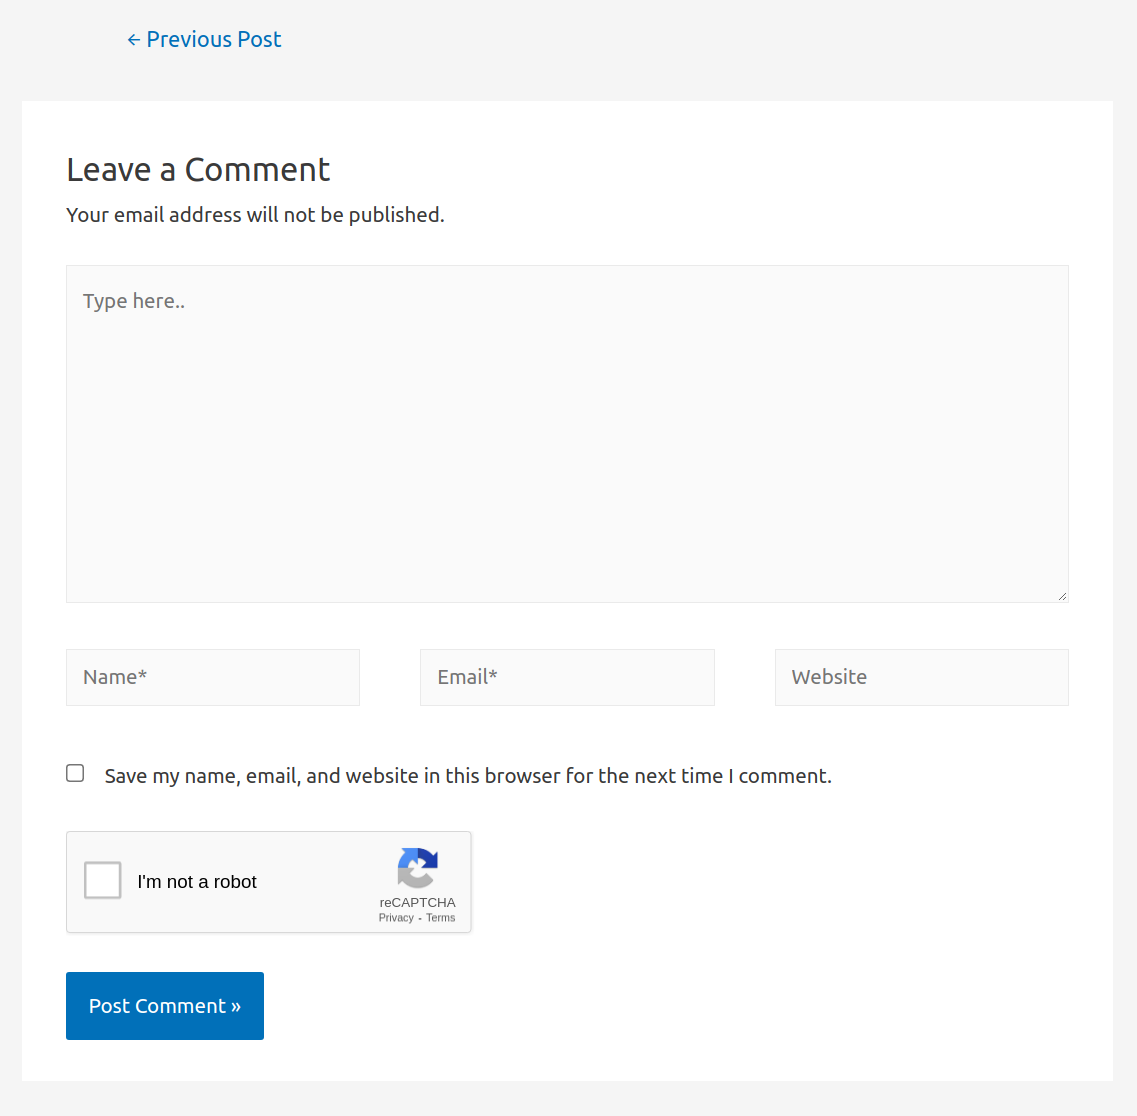 ← Previous Post
Leave a Comment
Your email address will not be published.
Type here..
Name*
Email*
Website
Save my name, email, and website in this browser for the next time I comment.
I'm not a robot
reCAPTCHA
Privacy - Terms
Post Comment »